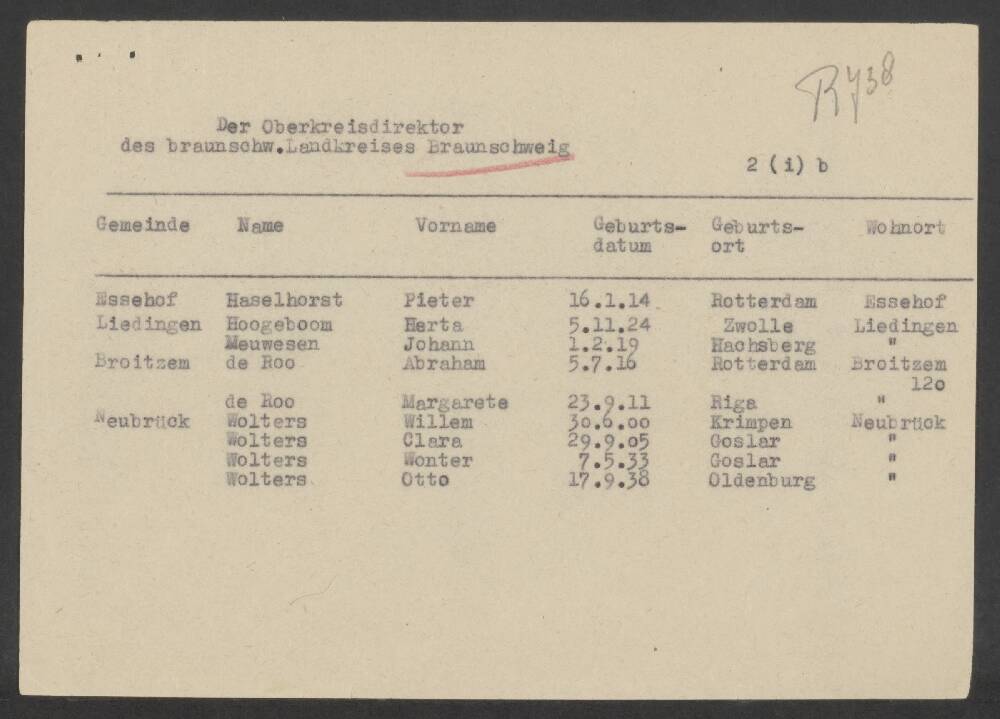 R 738
Der Oberkreisdirektor
des braunschw.Landkreises Braunschweig
2 (i) b
Gemeinde Name Vorname Geburts- Geburts- Wohnort
datum ort
Essehof Haselhorst Pieter 16.1.14 Rotterdam Essehof
Liedingen Hoogeboom Herta 5.11.24 Zwolle Liedingen
Meuwesen Johann 1.2.19 Hachsberg "
Broitzem de Roo Abraham 5.7.16 Rotterdam Broitzem
12o
de Roo Margarete 23.9.11 Riga "
Neubrück Wolters Willem 3o.6.oo Krimpen Neubrück
Wolters Clara 29.9.o5 Goslar "
Wolters Wonter 7.5.33 Goslar "
Wolters Otto 17.9.38 Oldenburg "